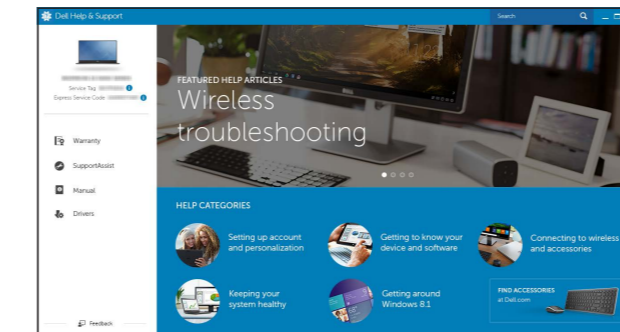 Dell Help & Support
Search
Service Tag:
Express Service Code:
Warranty
SupportAssist
Manual
Drivers
Feedback
FEATURED HELP ARTICLES
Wireless
troubleshooting
HELP CATEGORIES
Setting up account
and personalization
Getting to know your
device and software
Connecting to wireless
and accessories
Keeping your
system healthy
Getting around
Windows 8.1
FIND ACCESSORIES
at Dell.com